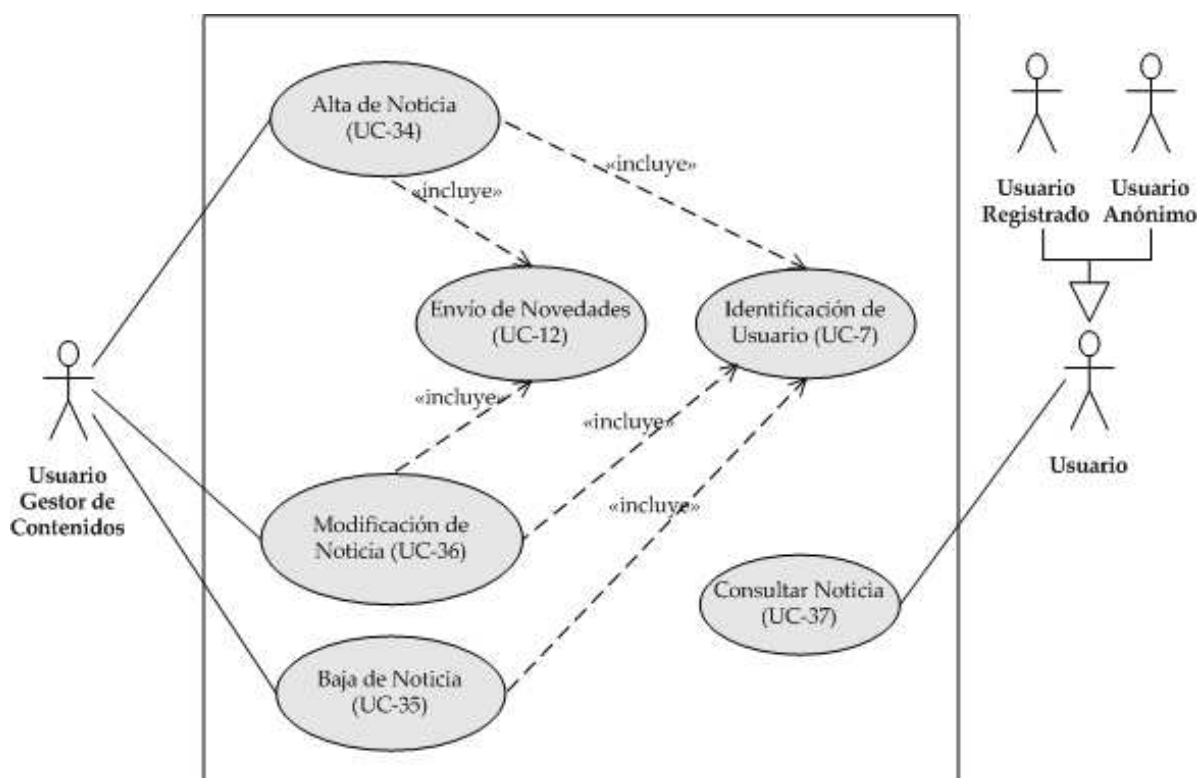 Alta de Noticia
(UC-34)
«incluye»
«incluye»
Usuario
Registrado
Usuario
Anónimo
Envío de Novedades
(UC-12)
Identificación de
Usuario (UC-7)
«incluye»
«incluye»
Usuario
Gestor de
Contenidos
Usuario
«incluye»
Modificación de
Noticia (UC-36)
Consultar Noticia
(UC-37)
Baja de Noticia
(UC-35)